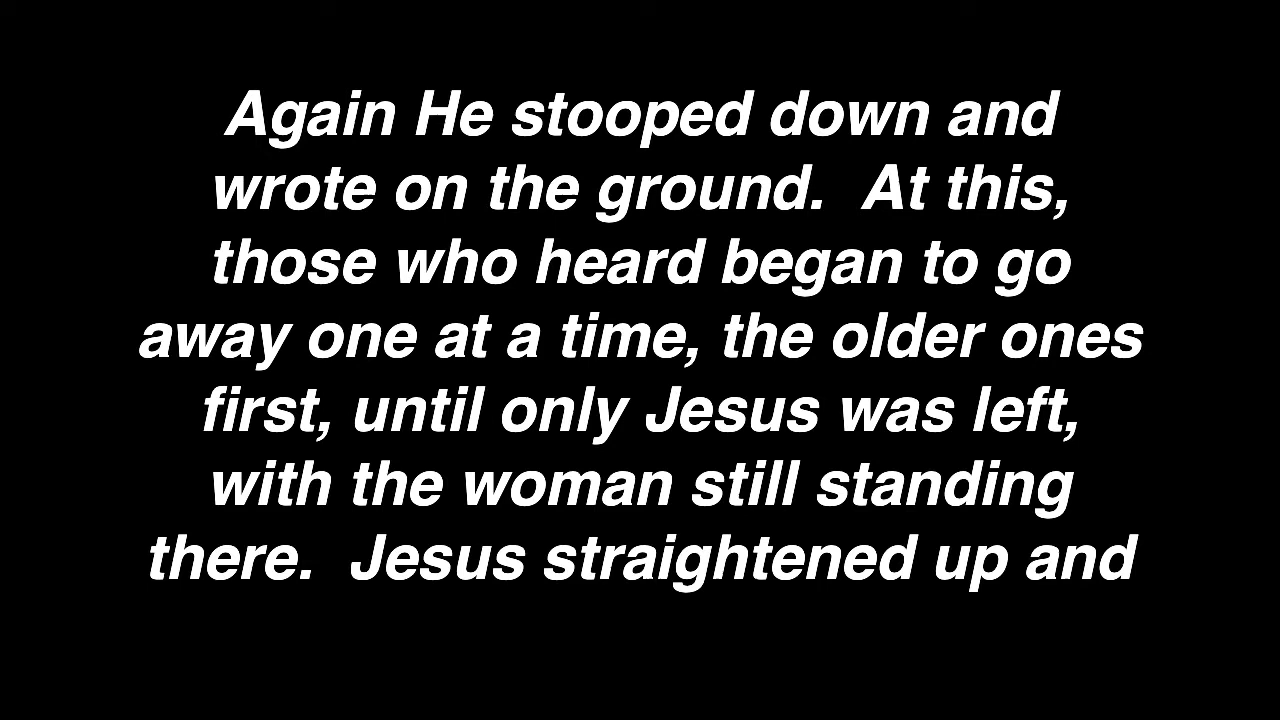 Again He stooped down and
wrote on the ground.  At this,
those who heard began to go
away one at a time, the older ones
first, until only Jesus was left,
with the woman still standing
there.  Jesus straightened up and